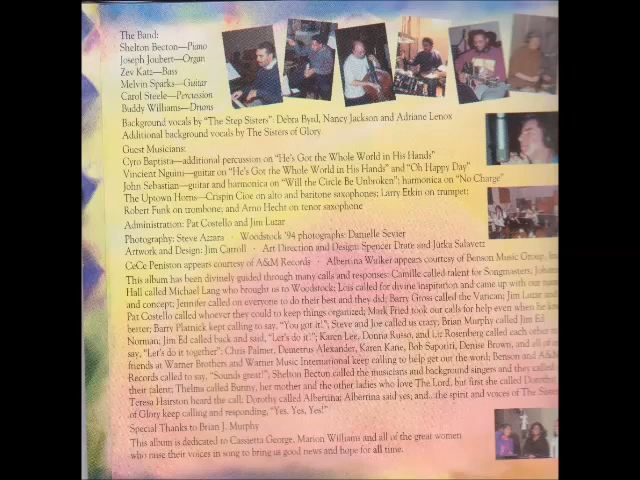 The Band:
Shelton Becton—Piano
Joseph Joubert—Organ
Zev Katz—Bass
Melvin Sparks—Guitar
Carol Steele—Percussion
Buddy Williams—Drums
Background vocals by "The Step Sisters": Debra Byrd, Nancy Jackson and Adriane Lenox
Additional background vocals by The Sisters of Glory
Guest Musicians:
Cyro Baptista—additional percussion on "He's Got the Whole World in His Hands"
Vincent Nguini—guitar on "He's Got the Whole World in His Hands" and "Oh Happy Day"
John Sebastian—guitar and harmonica on "Will the Circle Be Unbroken"; harmonica on "No Charge"
The Uptown Horns—Crispin Cioe on alto and baritone saxophones; Larry Etkin on trumpet;
Robert Funk on trombone; and Arno Hecht on tenor saxophone
Administration: Pat Costello and Jim Luzar
Photography: Steve Azzara · Woodstock '94 photographs: Danielle Sevier
Artwork and Design: Jim Carroll · Art Direction and Design: Spencer Drate and Jutka Salavetz
CeCe Peniston appears courtesy of A&M Records · Albertina Walker appears courtesy of Benson Music Group,
This album has been divinely guided through many calls and responses: Camille called talent for Songmasters,
Hall called Michael Lang who brought us to Woodstock; Lois called for divine inspiration and came up with our
and concept; Jennifer called on everyone to do their best and they did; Barry Gross called the Vatican; Jim Luzar and
Pat Costello called whoever they could to keep things organized; Mark Fried took our calls for help even when he
better; Barry Platnick kept calling to say, "You got it!"; Steve and Joe called us crazy; Brian Murphy called Jim Ed
Norman; Jim Ed called back and said, "Let's do it"; Karen Lee, Donna Russo, and Liz Rosenberg called each other
say, "Let's do it together"; Chris Palmer, Demetrus Alexander, Karen Kane, Bob Saporiti, Denise Brown, and all of
friends at Warner Brothers and Warner Music International keep calling to help get out the word; Benson and
Records called to say, "Sounds great!"; Shelton Becton called the musicians and background singers and they called
their talent; Thelma called Bunny, her mother and the other ladies who love The Lord, but first she called Dorothy
Teresa Hairston heard the call; Dorothy called Albertina; Albertina said yes; and.. the spirit and voices of The
of Glory keep calling and responding, "Yes, Yes, Yes!"
Special Thanks to Brian J. Murphy
This album is dedicated to Cassietta George, Marion Williams and all of the great women
who raise their voices in song to bring us good news and hope for all time.